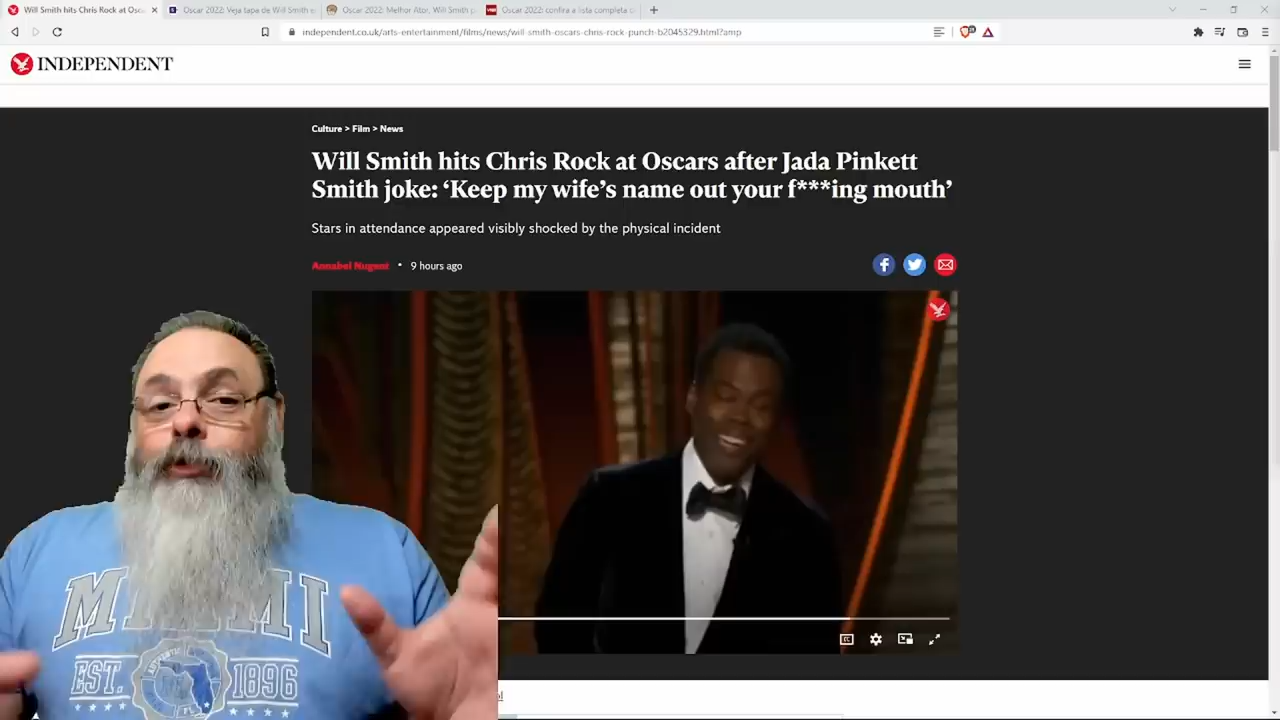 Will Smith hits Chris Rock at Osc
Oscar 2022: Veja tapa de Will Smith e
Oscar 2022: Melhor Ator, Will Smith p
Oscar 2022: confira a lista completa
independent.co.uk/arts-entertainment/films/news/will-smith-oscars-chris-rock-punch-b2045329.html?amp
INDEPENDENT
Culture > Film > News
Will Smith hits Chris Rock at Oscars after Jada Pinkett
Smith joke: ‘Keep my wife’s name out your f***ing mouth’
Stars in attendance appeared visibly shocked by the physical incident
Annabel Nugent • 9 hours ago
MIAMI
EST. 1896